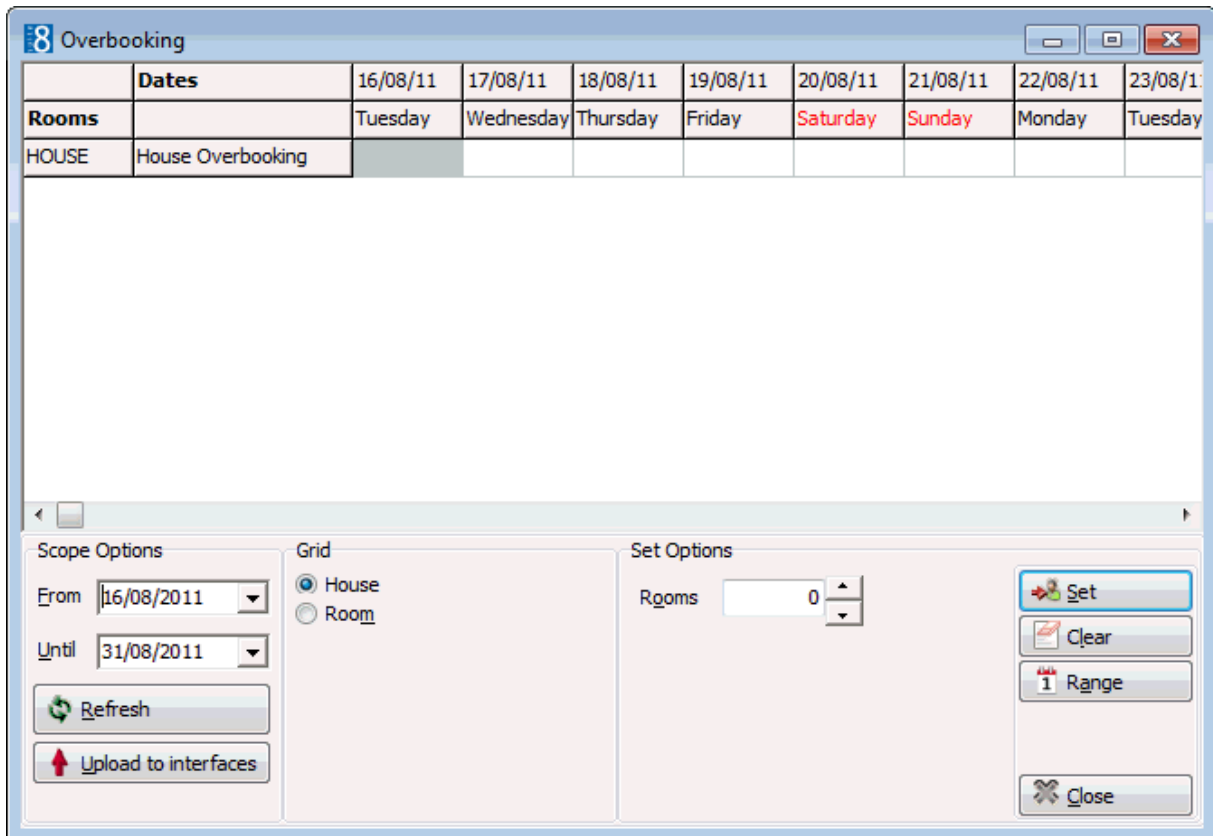 8 Overbooking
Dates 16/08/11 17/08/11 18/08/11 19/08/11 20/08/11 21/08/11 22/08/11 23/08/1
Rooms Tuesday Wednesday Thursday Friday Saturday Sunday Monday Tuesday
HOUSE House Overbooking
Scope Options Grid Set Options
From 16/08/2011 House Rooms 0 Set
Room
Until 31/08/2011 Clear
1 Range
Refresh
Upload to interfaces
Close